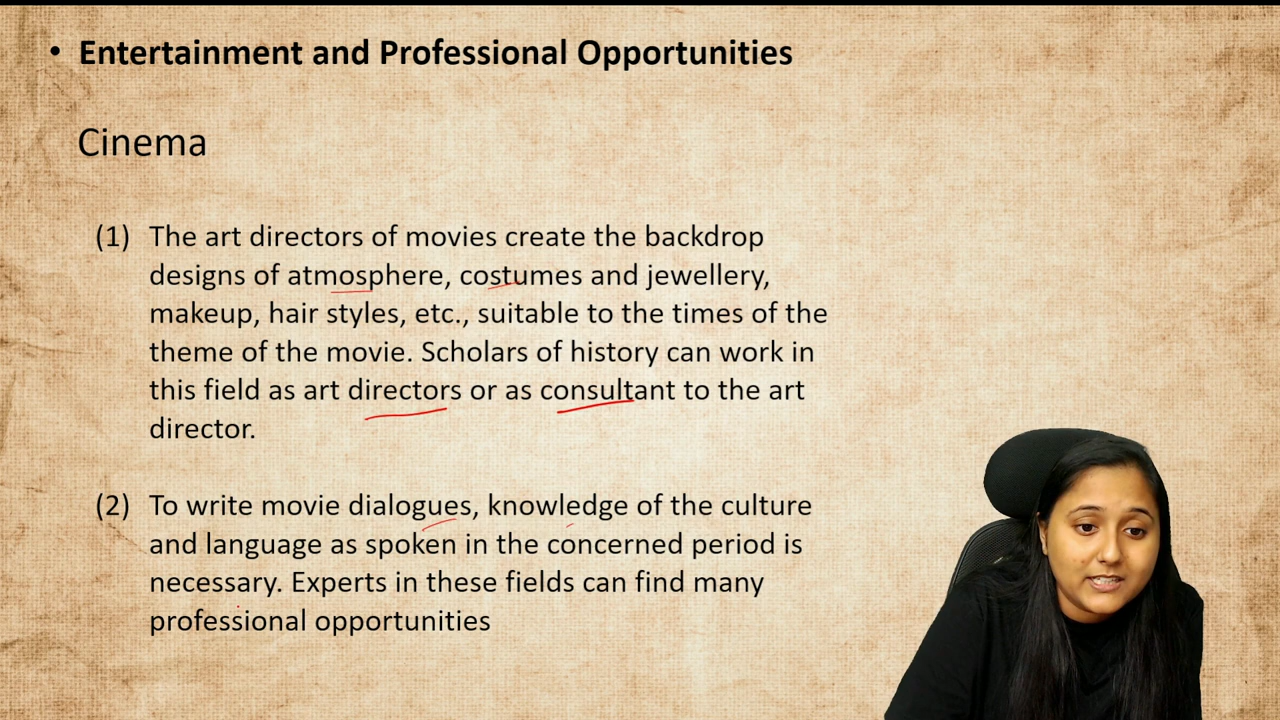 • Entertainment and Professional Opportunities
Cinema
(1) The art directors of movies create the backdrop
designs of atmosphere, costumes and jewellery,
makeup, hair styles, etc., suitable to the times of the
theme of the movie. Scholars of history can work in
this field as art directors or as consultant to the art
director.
(2) To write movie dialogues, knowledge of the culture
and language as spoken in the concerned period is
necessary. Experts in these fields can find many
professional opportunities